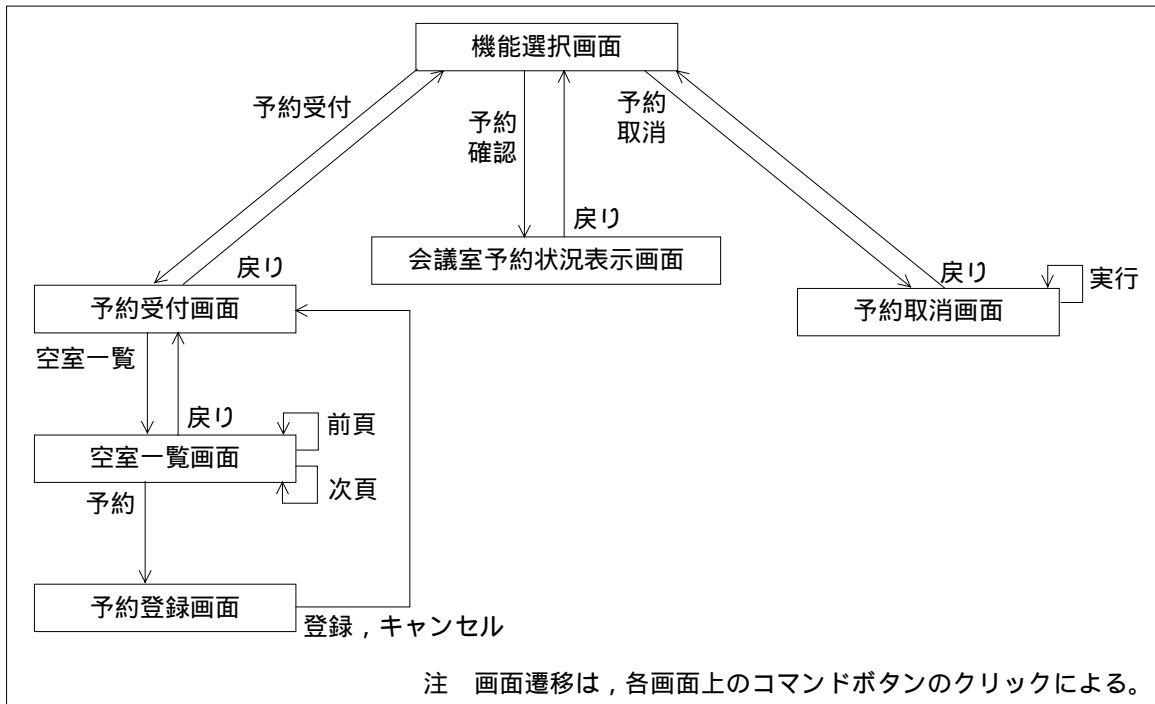 機能選択画面
予約受付
予約
確認
予約
取消
戻り
会議室予約状況表示画面
戻り
戻り
実行
予約受付画面
予約取消画面
空室一覧
戻り
前頁
空室一覧画面
次頁
予約
予約登録画面
登録，キャンセル
注　画面遷移は，各画面上のコマンドボタンのクリックによる。